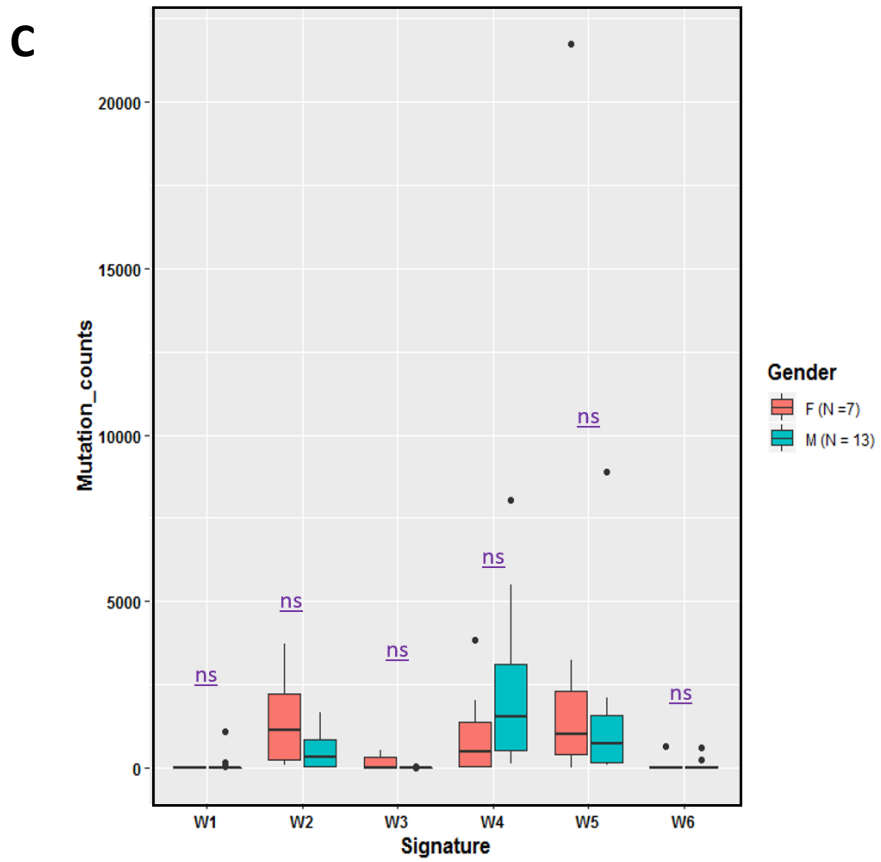 C
Mutation_counts
20000
15000
10000
5000
0
ns
ns
ns
ns
ns
ns
W1 W2 W3 W4 W5 W6
Signature
Gender
F (N =7)
M (N = 13)